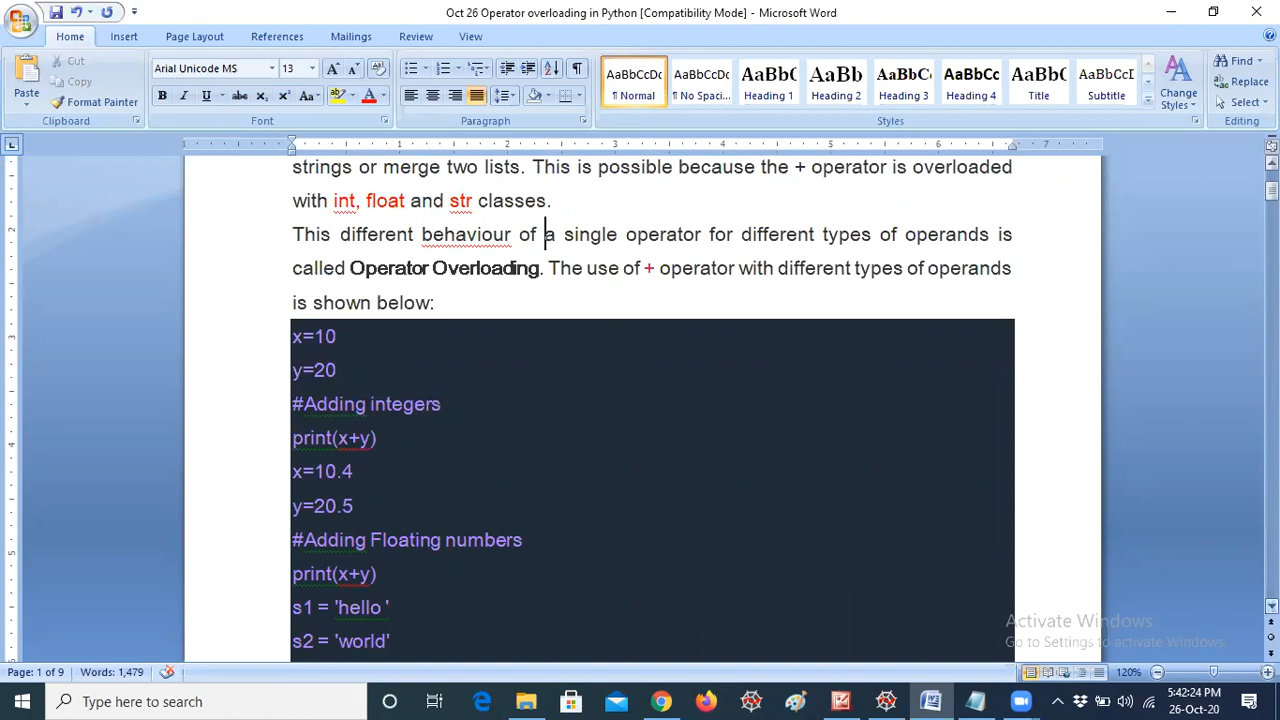 Oct 26 Operator overloading in Python [Compatibility Mode] - Microsoft Word
Home Insert Page Layout References Mailings Review View
Paste
Cut
Copy
Format Painter
Clipboard
Arial Unicode MS 13
Font
Paragraph
AaBbCcDc AaBbCcDc AaBbC AaBbC AaBbCc AaBbCc AaBbC AaBbCcI
¶ Normal ¶ No Spaci... Heading 1 Heading 2 Heading 3 Heading 4 Title Subtitle
Styles
Change Styles
Find
Replace
Select
Editing
strings or merge two lists. This is possible because the + operator is overloaded
with int, float and str classes.
This different behaviour of a single operator for different types of operands is
called Operator Overloading. The use of + operator with different types of operands
is shown below:
x=10
y=20
#Adding integers
print(x+y)
x=10.4
y=20.5
#Adding Floating numbers
print(x+y)
s1 = 'hello '
s2 = 'world'
Activate Windows
Go to Settings to activate Windows.
Page: 1 of 9 Words: 1,479 120%
Type here to search
5:42:24 PM
26-Oct-20